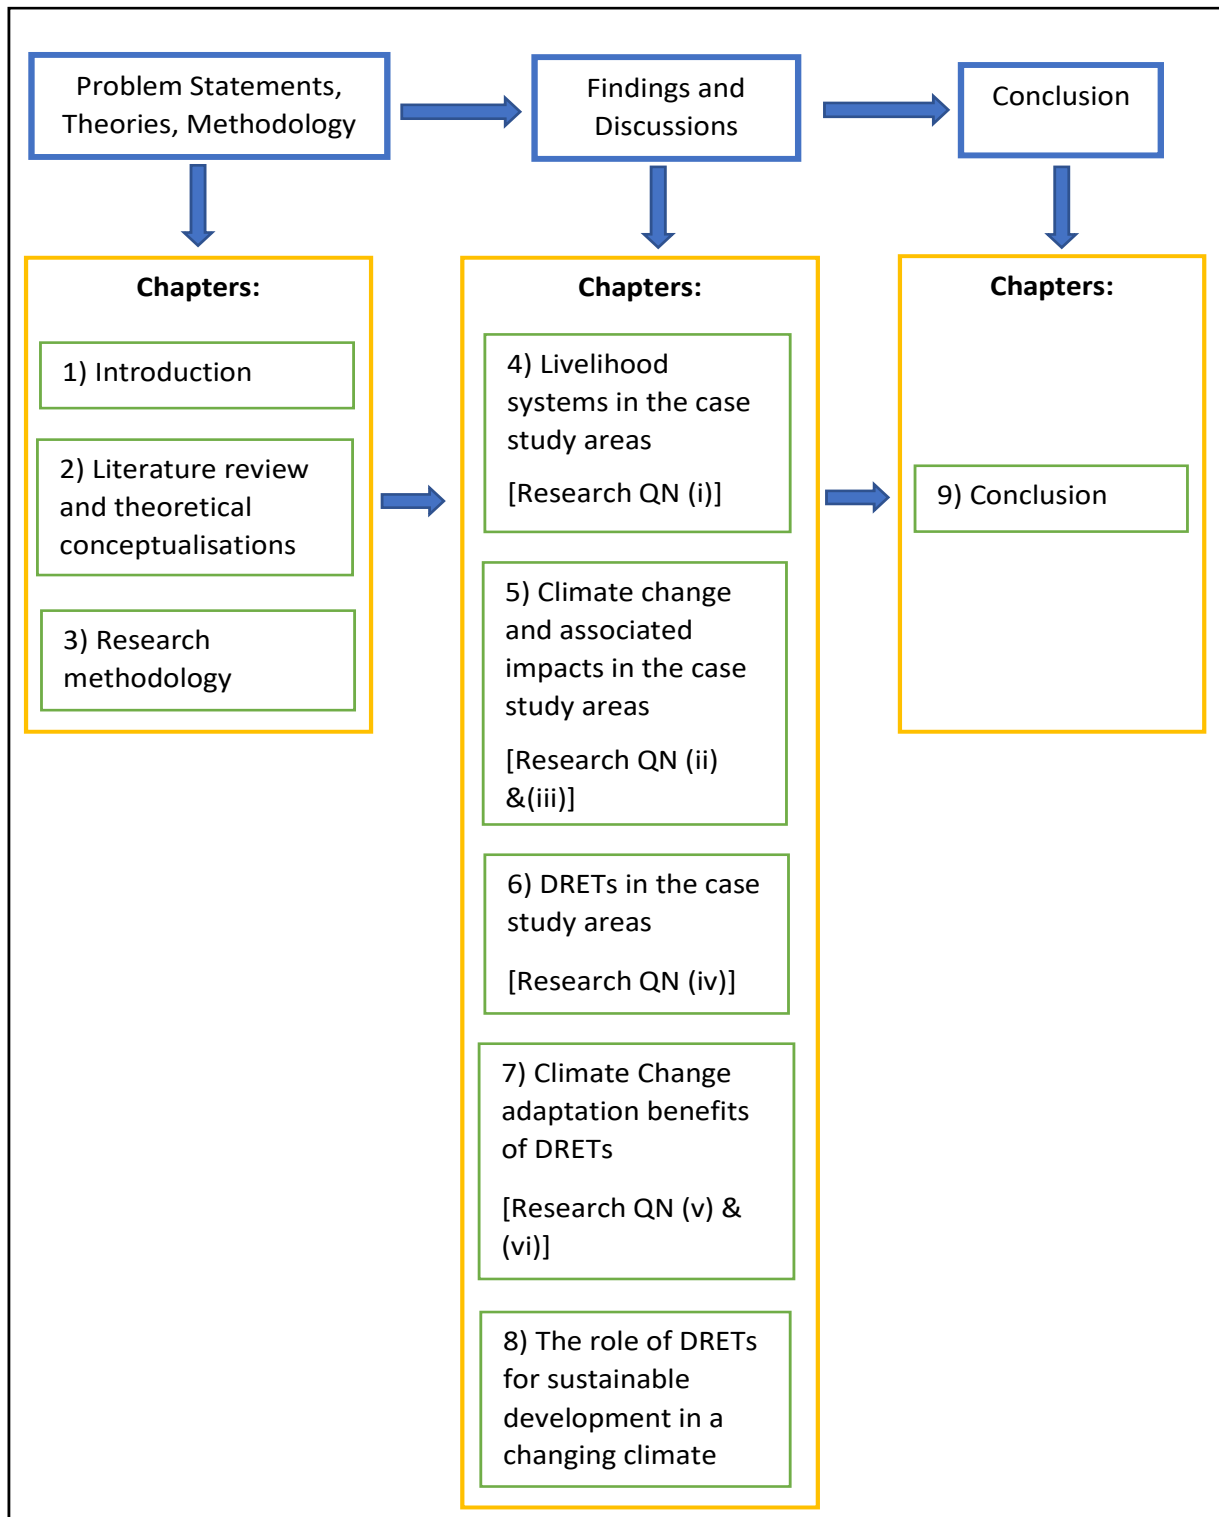 Problem Statements,
Theories, Methodology
Findings and
Discussions
Conclusion
Chapters:
1) Introduction
2) Literature review
and theoretical
conceptualisations
3) Research
methodology
Chapters:
4) Livelihood
systems in the case
study areas
[Research QN (i)]
5) Climate change
and associated
impacts in the case
study areas
[Research QN (ii)
&(iii)]
6) DRETs in the case
study areas
[Research QN (iv)]
7) Climate Change
adaptation benefits
of DRETs
[Research QN (v) &
(vi)]
8) The role of DRETs
for sustainable
development in a
changing climate
Chapters:
9) Conclusion